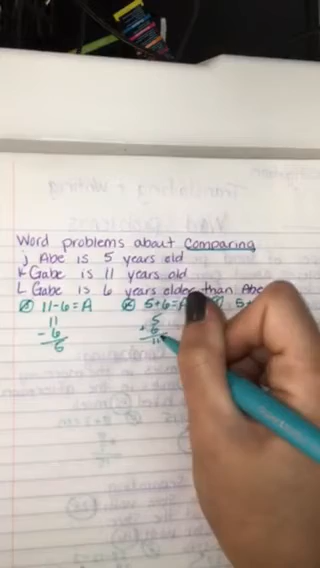 Word problems about Comparing
j Abe is 5 years old
K Gabe is 11 years old
L Gabe is 6 years older than Abe
11-6=A 5+6=
11 5
-6 +6
5 11